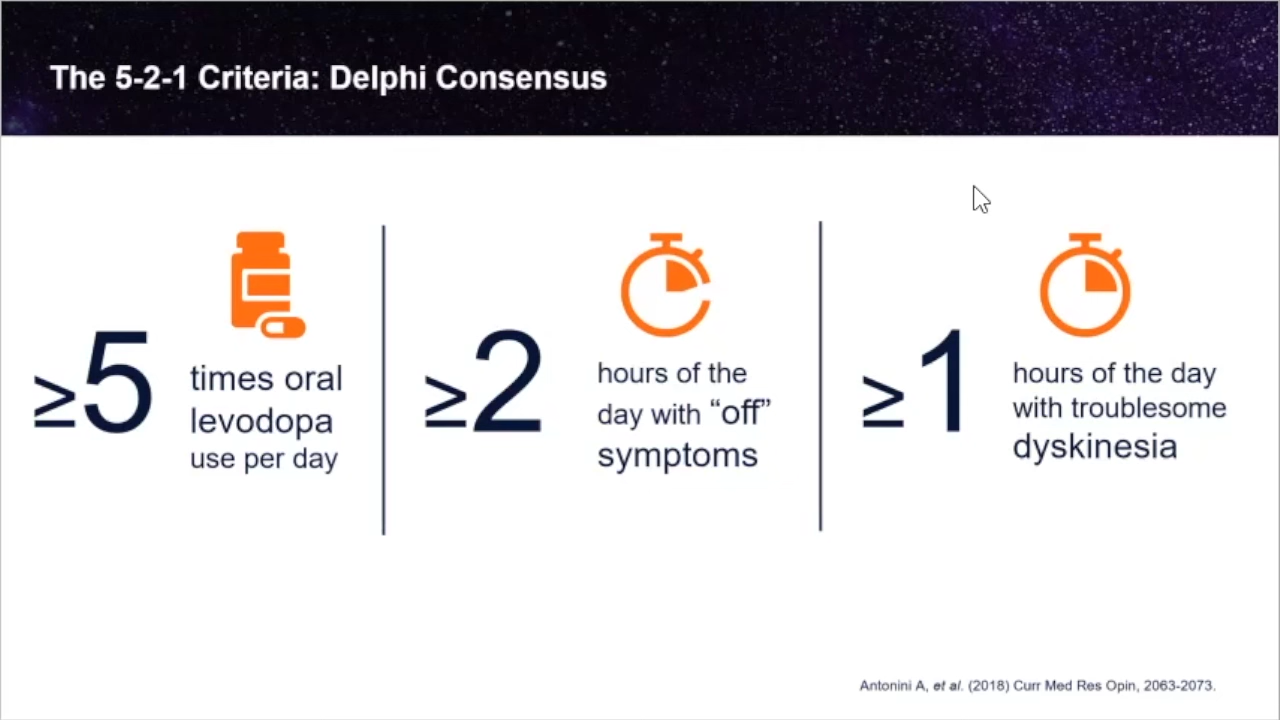 The 5-2-1 Criteria: Delphi Consensus
≥5
times oral
levodopa
use per day
≥2
hours of the
day with “off”
symptoms
≥1
hours of the day
with troublesome
dyskinesia
Antonini A, et al. (2018) Curr Med Res Opin, 2063-2073.